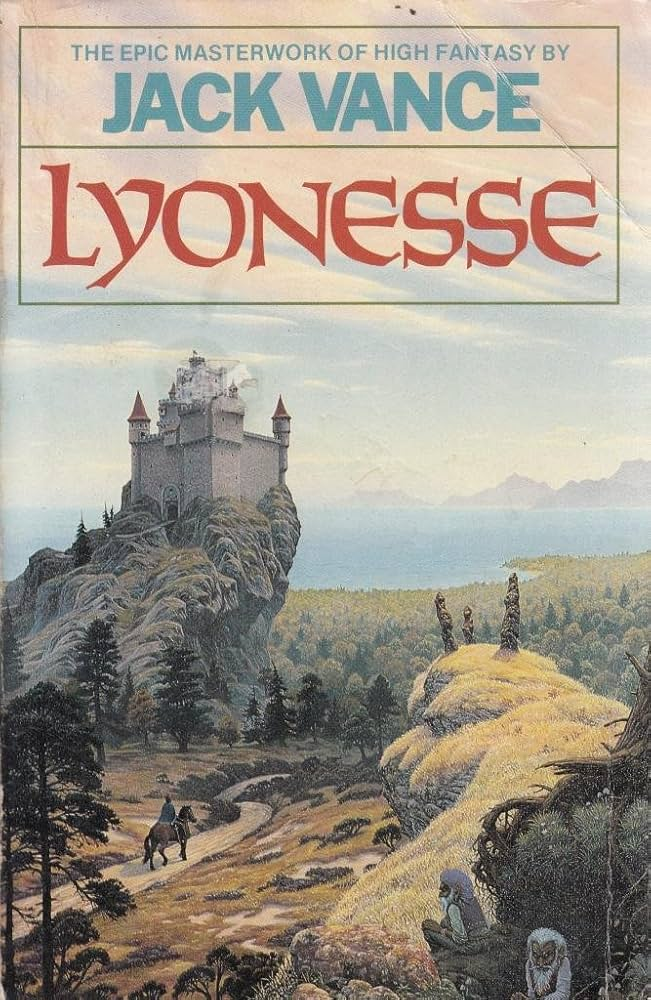 THE EPIC MASTERWORK OF HIGH FANTASY BY
JACK VANCE
LYONESSE